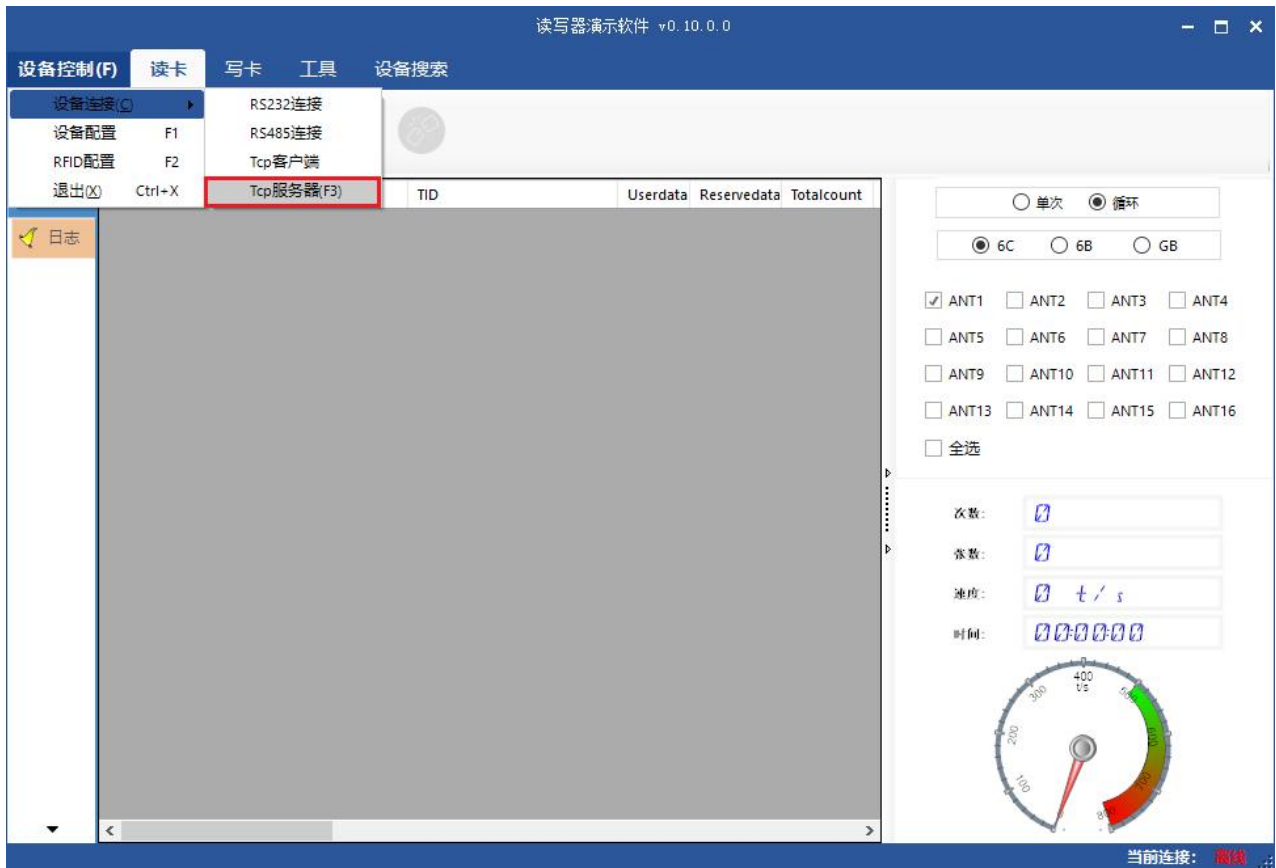 读写器演示软件 v0.10.0.0
设备控制(F) 读卡 写卡 工具 设备搜索
设备连接(C) RS232连接
设备配置 F1 RS485连接
RFID配置 F2 Tcp客户端
退出(X) Ctrl+X Tcp服务器(F3)
TID Userdata Reservedata Totalcount
日志
单次 循环
6C 6B GB
ANT1 ANT2 ANT3 ANT4
ANT5 ANT6 ANT7 ANT8
ANT9 ANT10 ANT11 ANT12
ANT13 ANT14 ANT15 ANT16
全选
次数: 0
张数: 0
速度: 0 t/s
时间: 00:00:00
400
t/s
300 500
200 600
100 700
800
当前连接: 离线